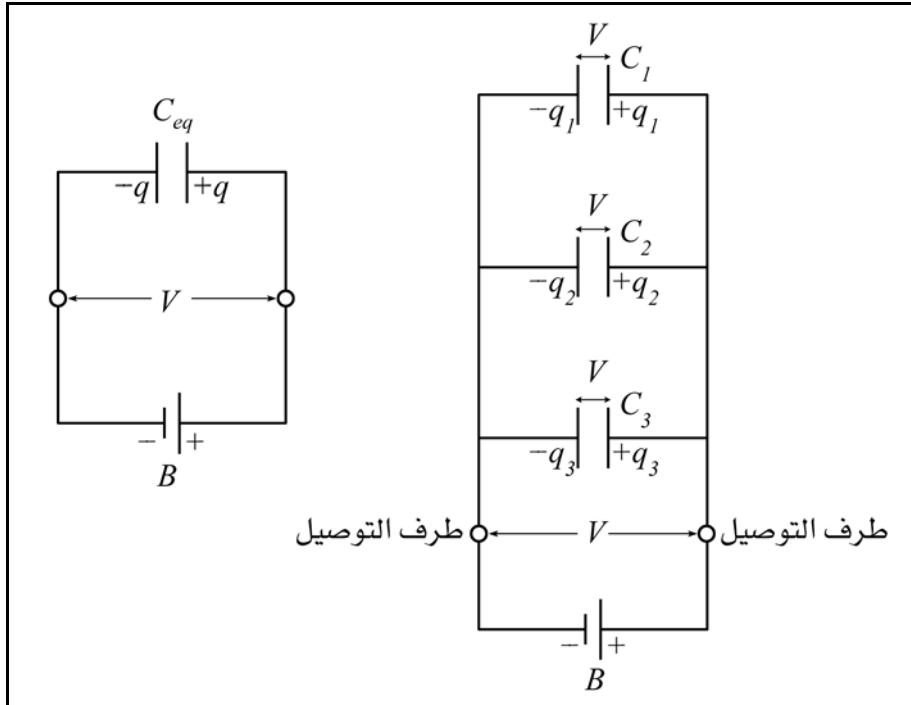 C_eq
−q +q
V
− +
B
V
C_1
−q_1 +q_1
V
C_2
−q_2 +q_2
V
C_3
−q_3 +q_3
طرف التوصيل V طرف التوصيل
− +
B